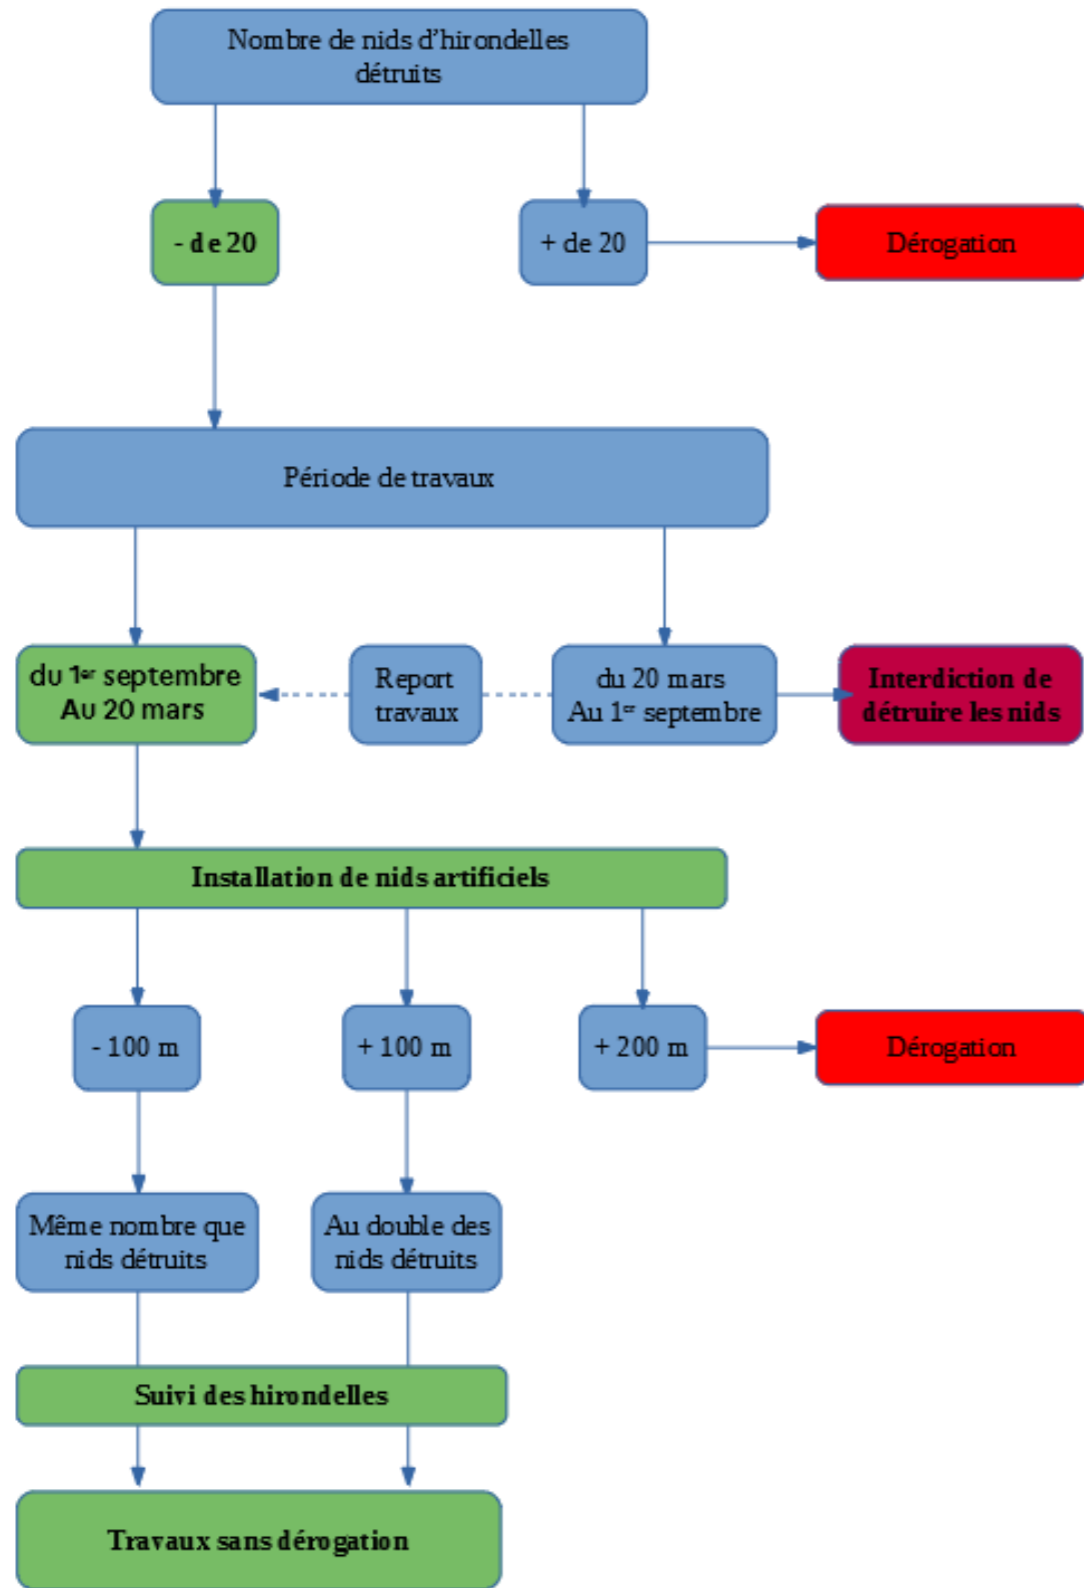 Nombre de nids d’hirondelles
détruits
- de 20
+ de 20
Dérogation
Période de travaux
du 1er septembre
Au 20 mars
Report
travaux
du 20 mars
Au 1er septembre
Interdiction de
détruire les nids
Installation de nids artificiels
- 100 m
+ 100 m
+ 200 m
Dérogation
Même nombre que
nids détruits
Au double des
nids détruits
Suivi des hirondelles
Travaux sans dérogation